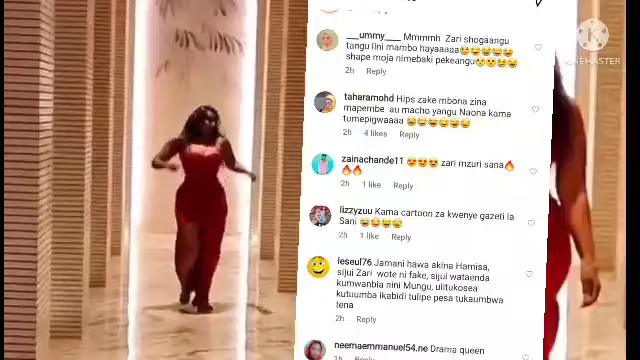 Reply
___ummy____ Mmmmh Zari shogaangu
tangu lini mambo hayaaaaa😢😂😂😂😂
shape moja nimebaki pekeangu😯😯😂😂
2h Reply
KINEMASTER
taharamohd Hips zake mbona zina
mapembe au macho yangu Naona kama
tumepigwaaaa 😂😂😂😂😂😂
2h 4 likes Reply
zainachande11 😍😍😍 zari mzuri sana🔥
🔥🔥
2h 1 like Reply
lizzyzuu Kama cartoon za kwenye gazeti la
Sani 😂😂😂😂
2h 1 like Reply
leseul76 Jamani hawa akina Hamisa,
sijui Zari wote ni fake, sijui wataenda
kumwanbia nini Mungu, ulitukosea
kutuumba ikabidi tulipe pesa tukaumbwa
tena
2h Reply
neemaemmanuel54.ne Drama queen
1h Reply